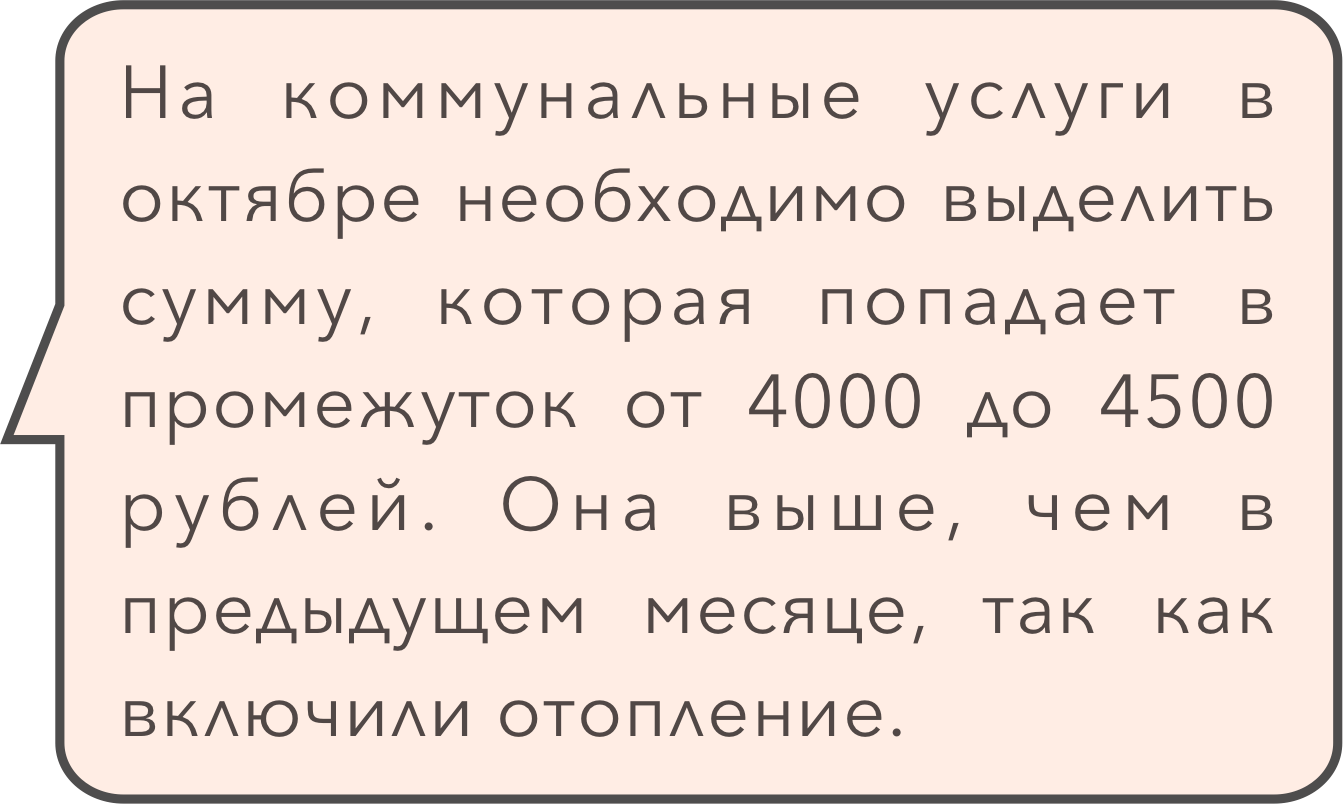 На коммунальные услуги в
октябре необходимо выделить
сумму, которая попадает в
промежуток от 4000 до 4500
рублей. Она выше, чем в
предыдущем месяце, так как
включили отопление.